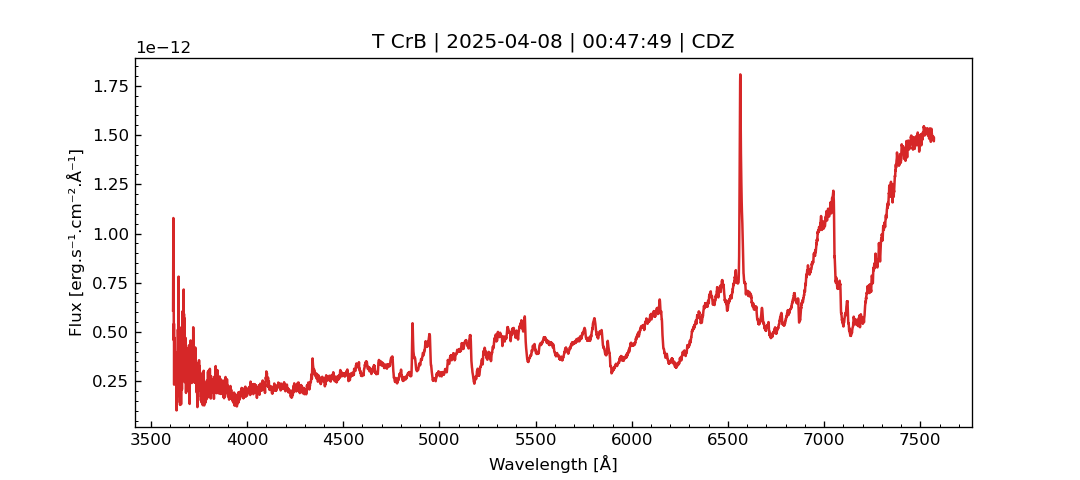 T CrB | 2025-04-08 | 00:47:49 | CDZ
1e−12
1.75
1.50
1.25
1.00
0.75
0.50
0.25
Flux [erg.s⁻¹.cm⁻².Å⁻¹]
3500 4000 4500 5000 5500 6000 6500 7000 7500
Wavelength [Å]